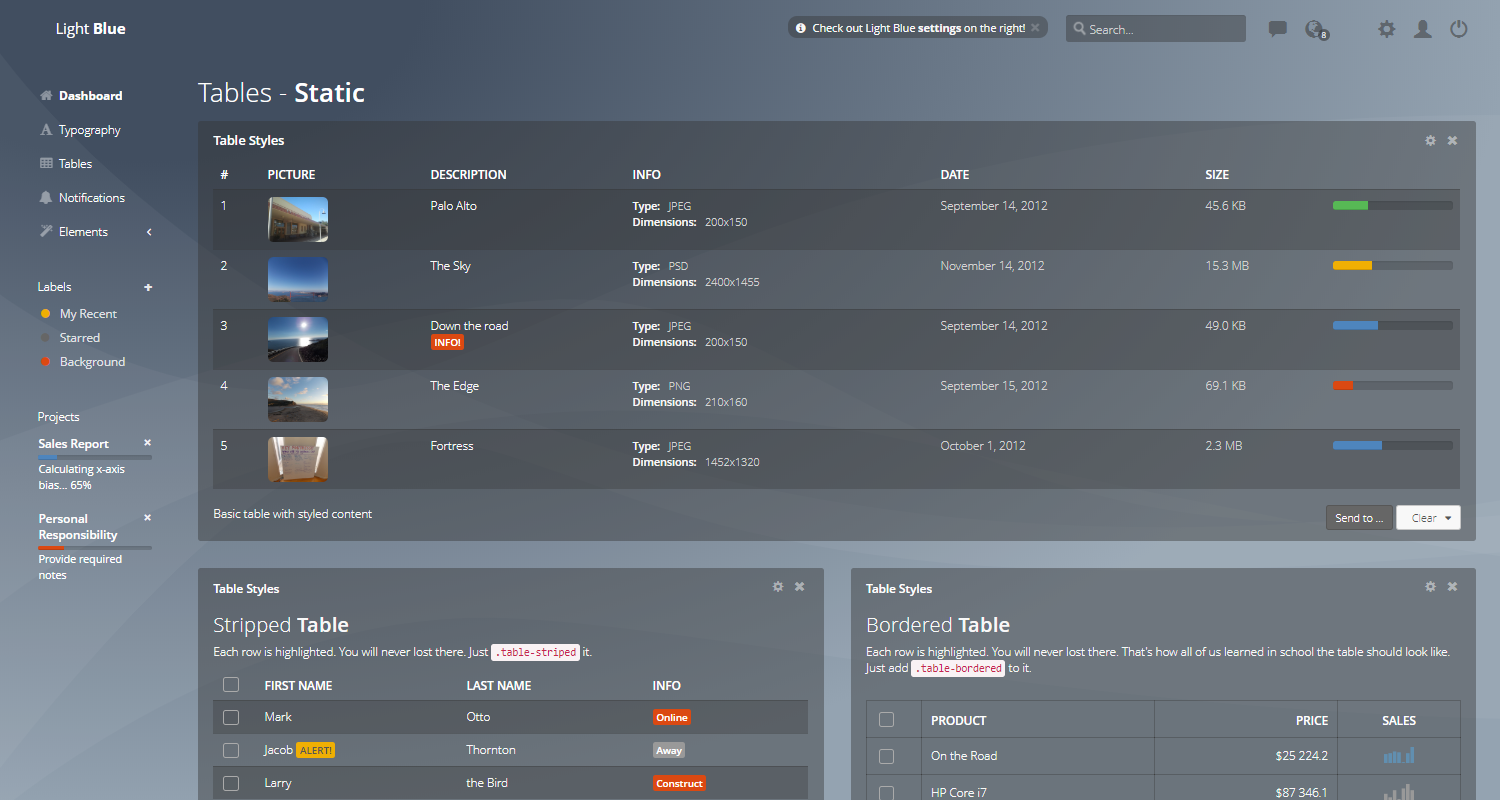 Light Blue
Check out Light Blue settings on the right!
Search...
8
Dashboard
Typography
Tables
Notifications
Elements
Labels
My Recent
Starred
Background
Projects
Sales Report
Calculating x-axis
bias... 65%
Personal
Responsibility
Provide required
notes
Tables - Static
Table Styles
# PICTURE DESCRIPTION INFO DATE SIZE
1 Palo Alto Type: JPEG September 14, 2012 45.6 KB
Dimensions: 200x150
2 The Sky Type: PSD November 14, 2012 15.3 MB
Dimensions: 2400x1455
3 Down the road Type: JPEG September 14, 2012 49.0 KB
INFO! Dimensions: 200x150
4 The Edge Type: PNG September 15, 2012 69.1 KB
Dimensions: 210x160
5 Fortress Type: JPEG October 1, 2012 2.3 MB
Dimensions: 1452x1320
Basic table with styled content
Send to ... Clear
Table Styles
Stripped Table
Each row is highlighted. You will never lost there. Just .table-striped it.
FIRST NAME LAST NAME INFO
Mark Otto Online
Jacob ALERT! Thornton Away
Larry the Bird Construct
Table Styles
Bordered Table
Each row is highlighted. You will never lost there. That's how all of us learned in school the table should look like.
Just add .table-bordered to it.
PRODUCT PRICE SALES
On the Road $25 224.2
HP Core i7 $87 346.1